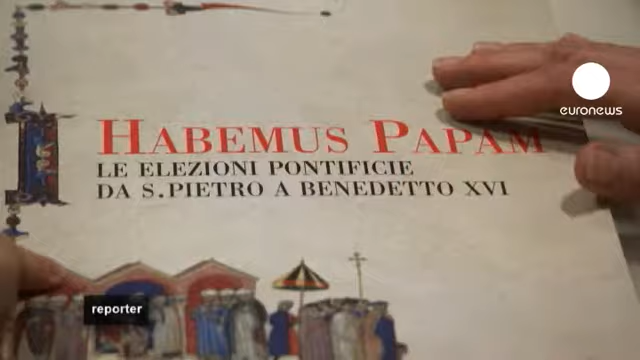 euronews
HABEMUS PAPAM
LE ELEZIONI PONTIFICIE
DA S.PIETRO A BENEDETTO XVI
reporter